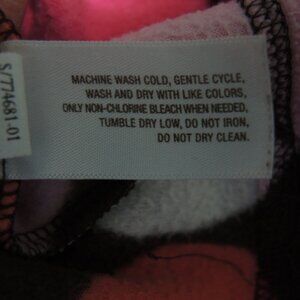 MACHINE WASH COLD, GENTLE CYCLE,
WASH AND DRY WITH LIKE COLORS,
ONLY NON-CHLORINE BLEACH WHEN NEEDED,
TUMBLE DRY LOW, DO NOT IRON,
DO NOT DRY CLEAN.
S/774681-01